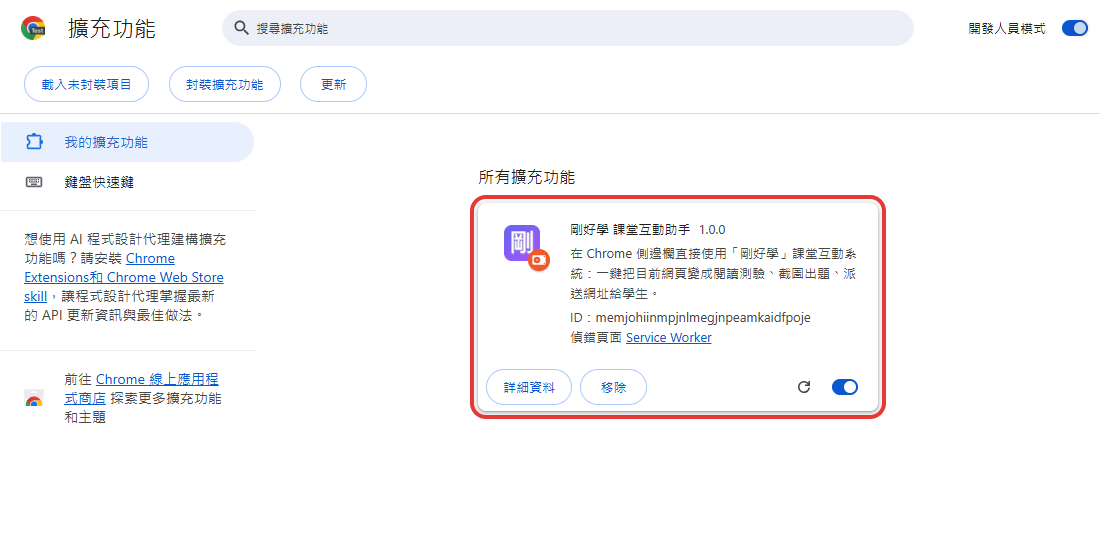 Test
擴充功能
搜尋擴充功能
開發人員模式
載入未封裝項目
封裝擴充功能
更新
我的擴充功能
鍵盤快速鍵
想使用 AI 程式設計代理建構擴充
功能嗎？請安裝 Chrome
Extensions和 Chrome Web Store
skill，讓程式設計代理掌握最新
的 API 更新資訊與最佳做法。
前往 Chrome 線上應用程
式商店 探索更多擴充功能
和主題
所有擴充功能
剛
剛好學 課堂互動助手 1.0.0
在 Chrome 側邊欄直接使用「剛好學」課堂互動系
統：一鍵把目前網頁變成閱讀測驗、截圖出題、派
送網址給學生。
ID：memjohiinmpjnlmegjnpeamkaidfpoje
偵錯頁面 Service Worker
詳細資料
移除